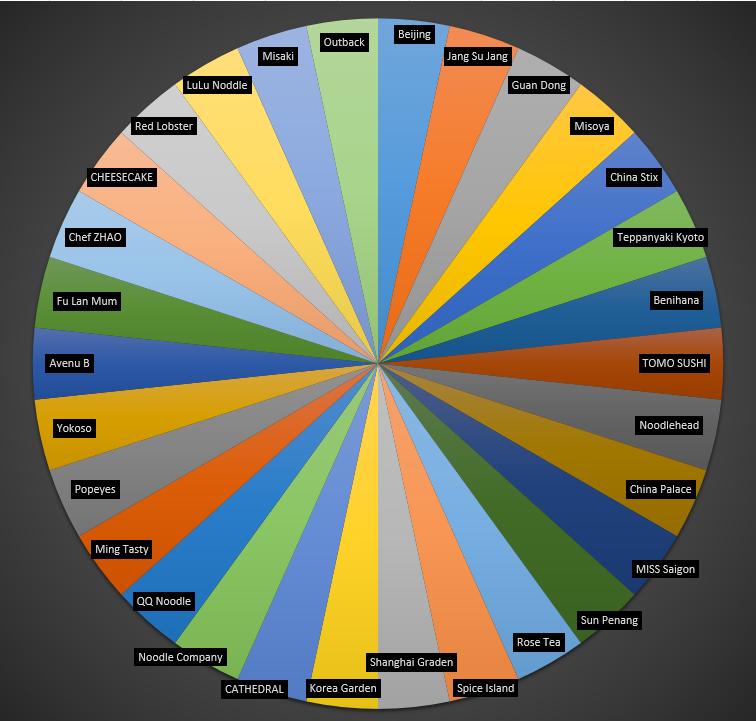 Beijing
Jang Su Jang
Guan Dong
Misoya
China Stix
Teppanyaki Kyoto
Benihana
TOMO SUSHI
Noodlehead
China Palace
MISS Saigon
Sun Penang
Rose Tea
Spice Island
Shanghai Graden
Korea Garden
CATHEDRAL
Noodle Company
QQ Noodle
Ming Tasty
Popeyes
Yokoso
Avenu B
Fu Lan Mum
Chef ZHAO
CHEESECAKE
Red Lobster
LuLu Noddle
Misaki
Outback